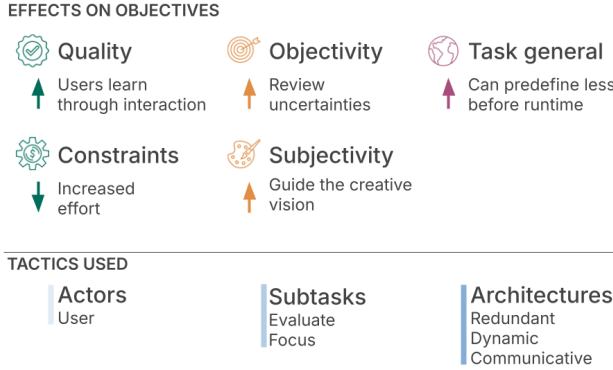 EFFECTS ON OBJECTIVES
Quality
Users learn
through interaction
Objectivity
Review
uncertainties
Task general
Can predefine less
before runtime
Constraints
Increased
effort
Subjectivity
Guide the creative
vision
TACTICS USED
Actors
User
Subtasks
Evaluate
Focus
Architectures
Redundant
Dynamic
Communicative